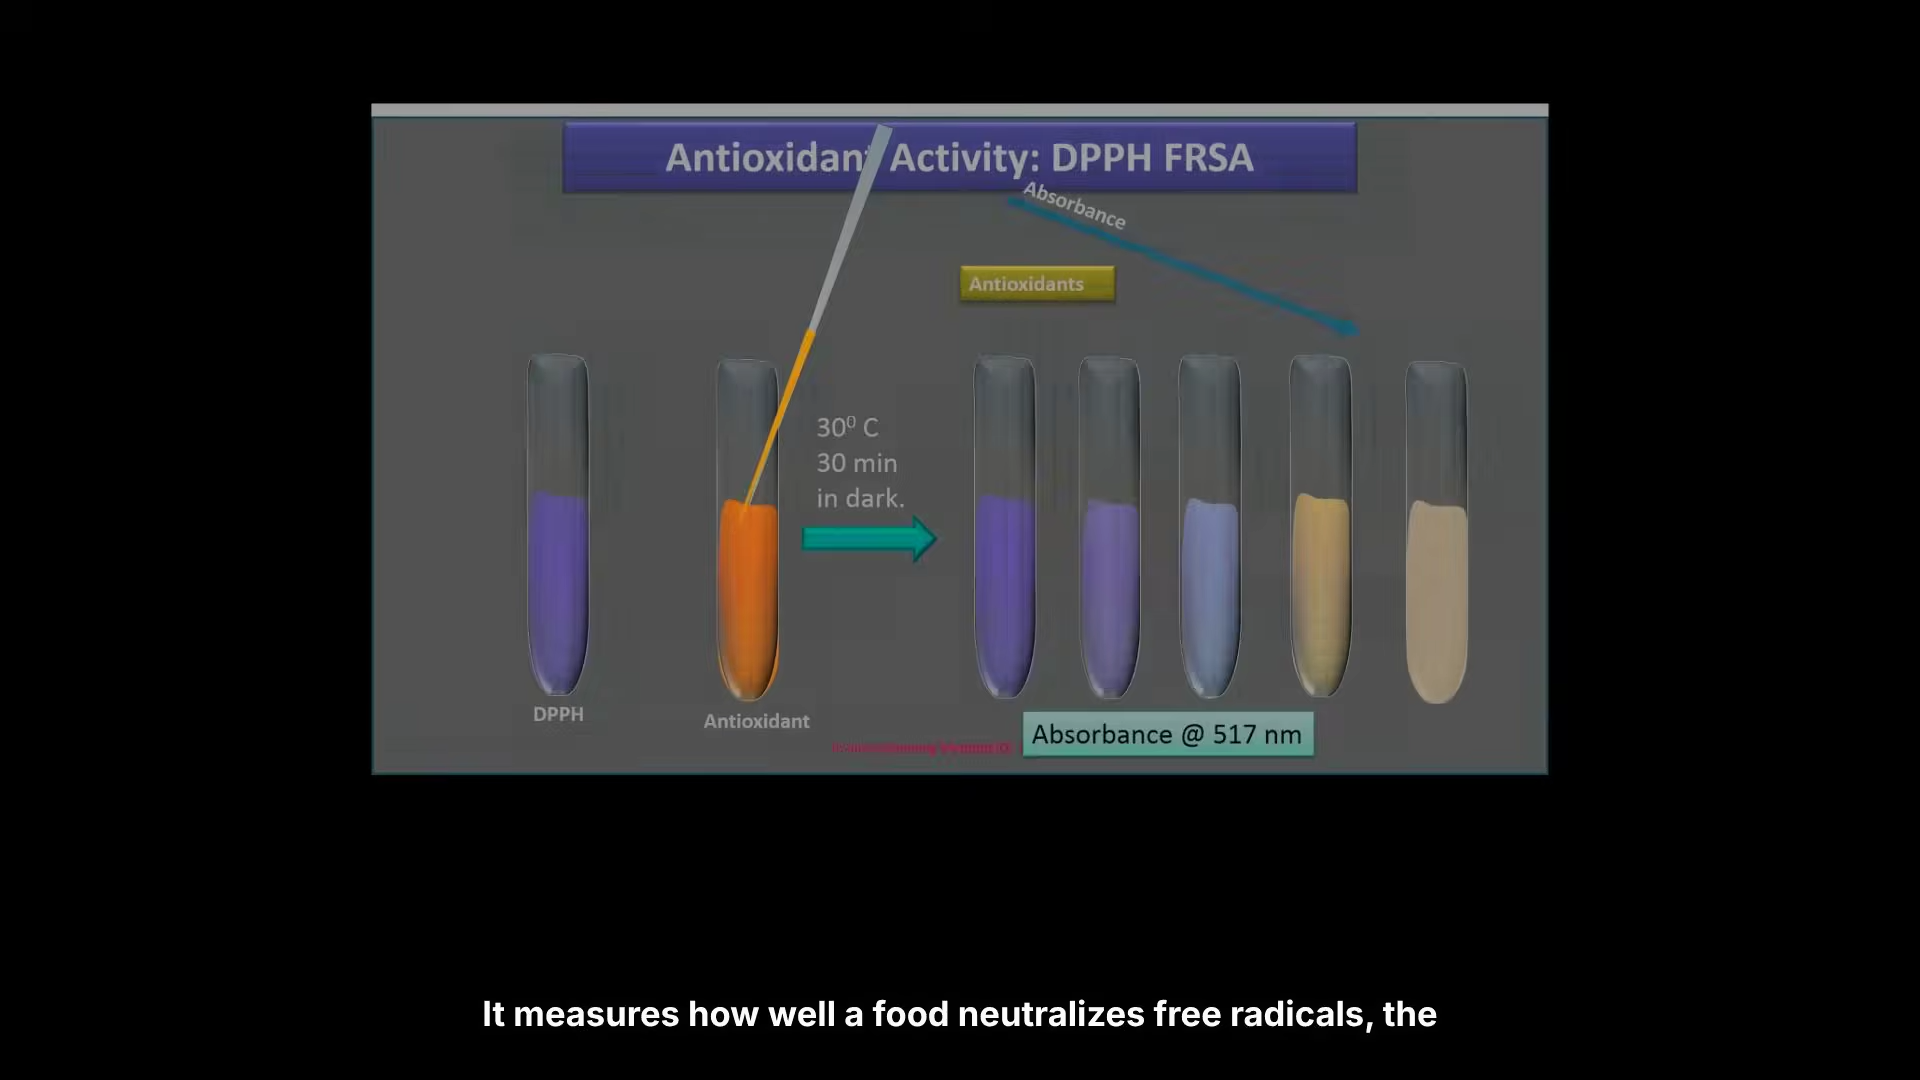 Antioxidant Activity: DPPH FRSA
Absorbance
Antioxidants
30⁰ C
30 min
in dark.
DPPH
Antioxidant
Absorbance @ 517 nm
It measures how well a food neutralizes free radicals, the